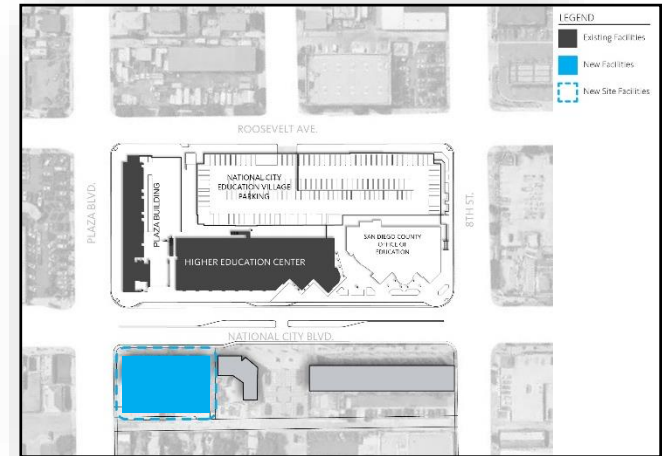 LEGEND
Existing Facilities
New Facilities
New Site Facilities
ROOSEVELT AVE.
PLAZA BLVD.
PLAZA BUILDING
NATIONAL CITY
EDUCATION VILLAGE
PARKING
8TH ST.
SAN DIEGO COUNTY
OFFICE OF
EDUCATION
HIGHER EDUCATION CENTER
NATIONAL CITY BLVD.